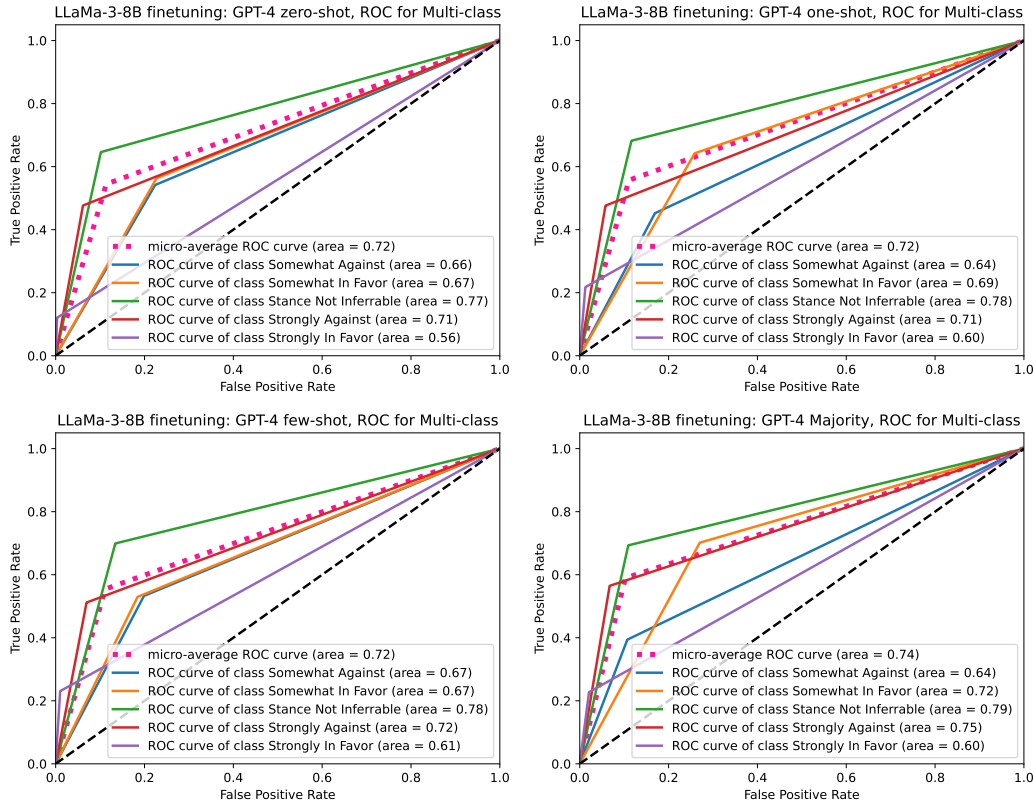 LLaMa-3-8B finetuning: GPT-4 zero-shot, ROC for Multi-class
1.0
0.8
0.6
0.4
0.2
0.0
True Positive Rate
micro-average ROC curve (area = 0.72)
ROC curve of class Somewhat Against (area = 0.66)
ROC curve of class Somewhat In Favor (area = 0.67)
ROC curve of class Stance Not Inferrable (area = 0.77)
ROC curve of class Strongly Against (area = 0.71)
ROC curve of class Strongly In Favor (area = 0.56)
0.0 0.2 0.4 0.6 0.8 1.0
False Positive Rate
LLaMa-3-8B finetuning: GPT-4 one-shot, ROC for Multi-class
1.0
0.8
0.6
0.4
0.2
0.0
True Positive Rate
micro-average ROC curve (area = 0.72)
ROC curve of class Somewhat Against (area = 0.64)
ROC curve of class Somewhat In Favor (area = 0.69)
ROC curve of class Stance Not Inferrable (area = 0.78)
ROC curve of class Strongly Against (area = 0.71)
ROC curve of class Strongly In Favor (area = 0.60)
0.0 0.2 0.4 0.6 0.8 1.0
False Positive Rate
LLaMa-3-8B finetuning: GPT-4 few-shot, ROC for Multi-class
1.0
0.8
0.6
0.4
0.2
0.0
True Positive Rate
micro-average ROC curve (area = 0.72)
ROC curve of class Somewhat Against (area = 0.67)
ROC curve of class Somewhat In Favor (area = 0.67)
ROC curve of class Stance Not Inferrable (area = 0.78)
ROC curve of class Strongly Against (area = 0.72)
ROC curve of class Strongly In Favor (area = 0.61)
0.0 0.2 0.4 0.6 0.8 1.0
False Positive Rate
LLaMa-3-8B finetuning: GPT-4 Majority, ROC for Multi-class
1.0
0.8
0.6
0.4
0.2
0.0
True Positive Rate
micro-average ROC curve (area = 0.74)
ROC curve of class Somewhat Against (area = 0.64)
ROC curve of class Somewhat In Favor (area = 0.72)
ROC curve of class Stance Not Inferrable (area = 0.79)
ROC curve of class Strongly Against (area = 0.75)
ROC curve of class Strongly In Favor (area = 0.60)
0.0 0.2 0.4 0.6 0.8 1.0
False Positive Rate